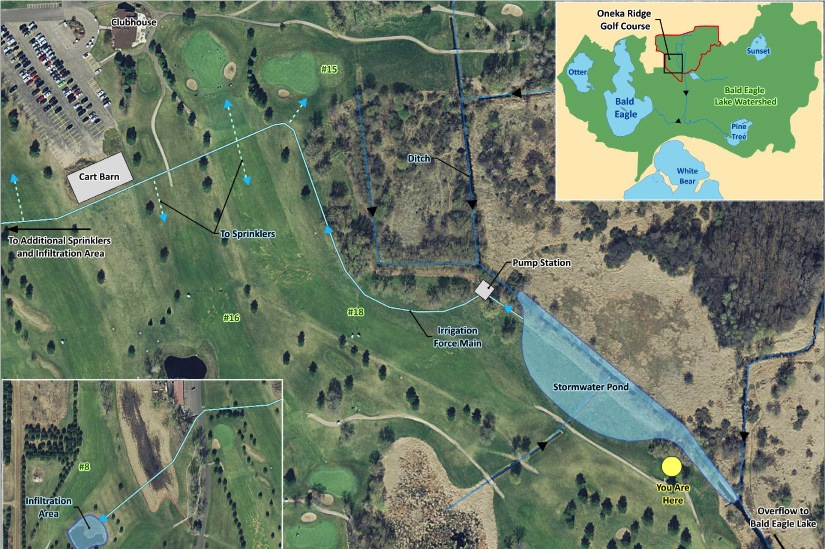 Clubhouse
#15
Cart Barn
Ditch
To Sprinklers
To Additional Sprinklers
and Infiltration Area
Pump Station
#18
#16
Irrigation
Force Main
Stormwater Pond
You Are
Here
Overflow to
Bald Eagle Lake
#8
Infiltration
Area
Oneka Ridge
Golf Course
Otter
Bald
Eagle
Sunset
Bald Eagle
Lake Watershed
Pine
Tree
White
Bear